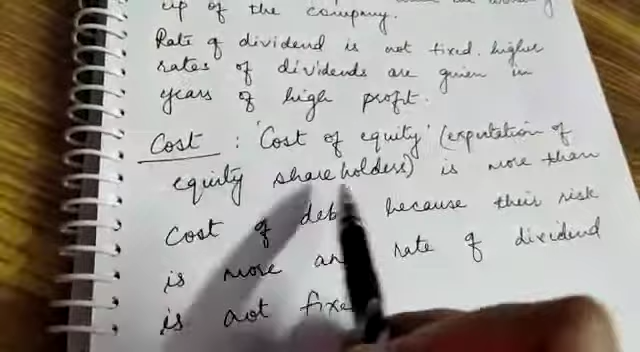 up of the company.
Rate of dividend is not fixed. higher
rates of dividends are given in
years of high profit.
Cost : 'Cost of equity' (expectation of
equity shareholders) is more than
cost of debt because their risk
is more an rate of dividend
is not fixe